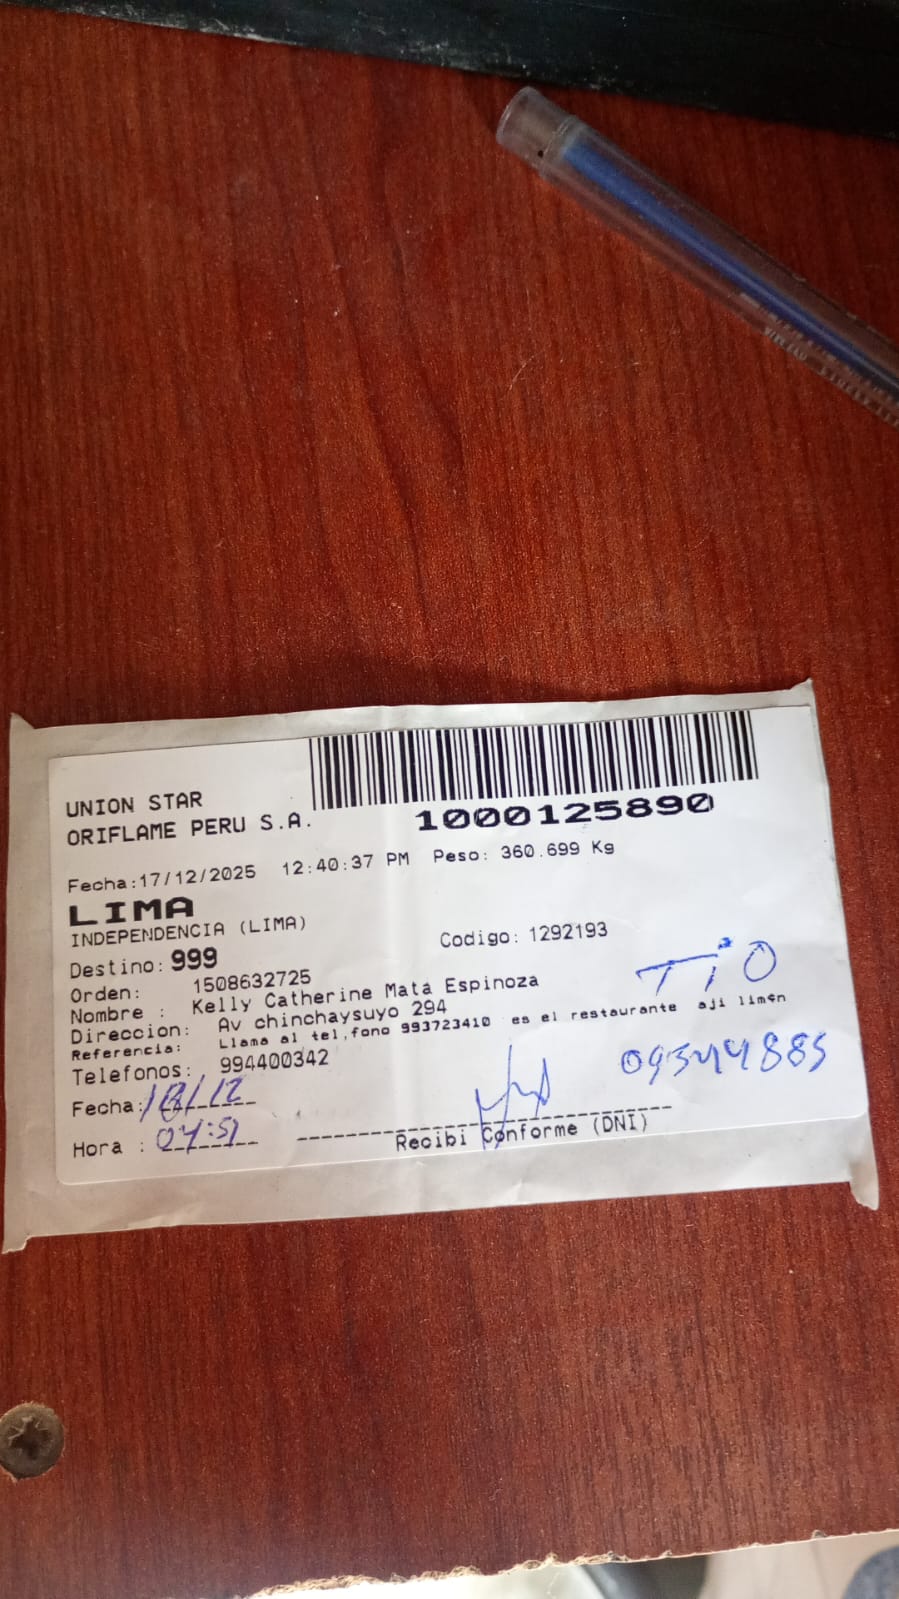 UNION STAR
ORIFLAME PERU S.A.
1000125890
Fecha:17/12/2025 12:40:37 PM Peso: 360.699 Kg
LIMA
INDEPENDENCIA (LIMA)
Codigo: 1292193
Destino: 999
Orden: 1508632725
TiO
Nombre : Kelly Catherine Mata Espinoza
Direccion: Av chinchaysuyo 294
Referencia: Llama al tel,fono 993723410 es el restaurante aji limón
Telefonos: 994400342
09344885
Fecha: 18/12
Hora : 04:51
Recibi Conforme (DNI)